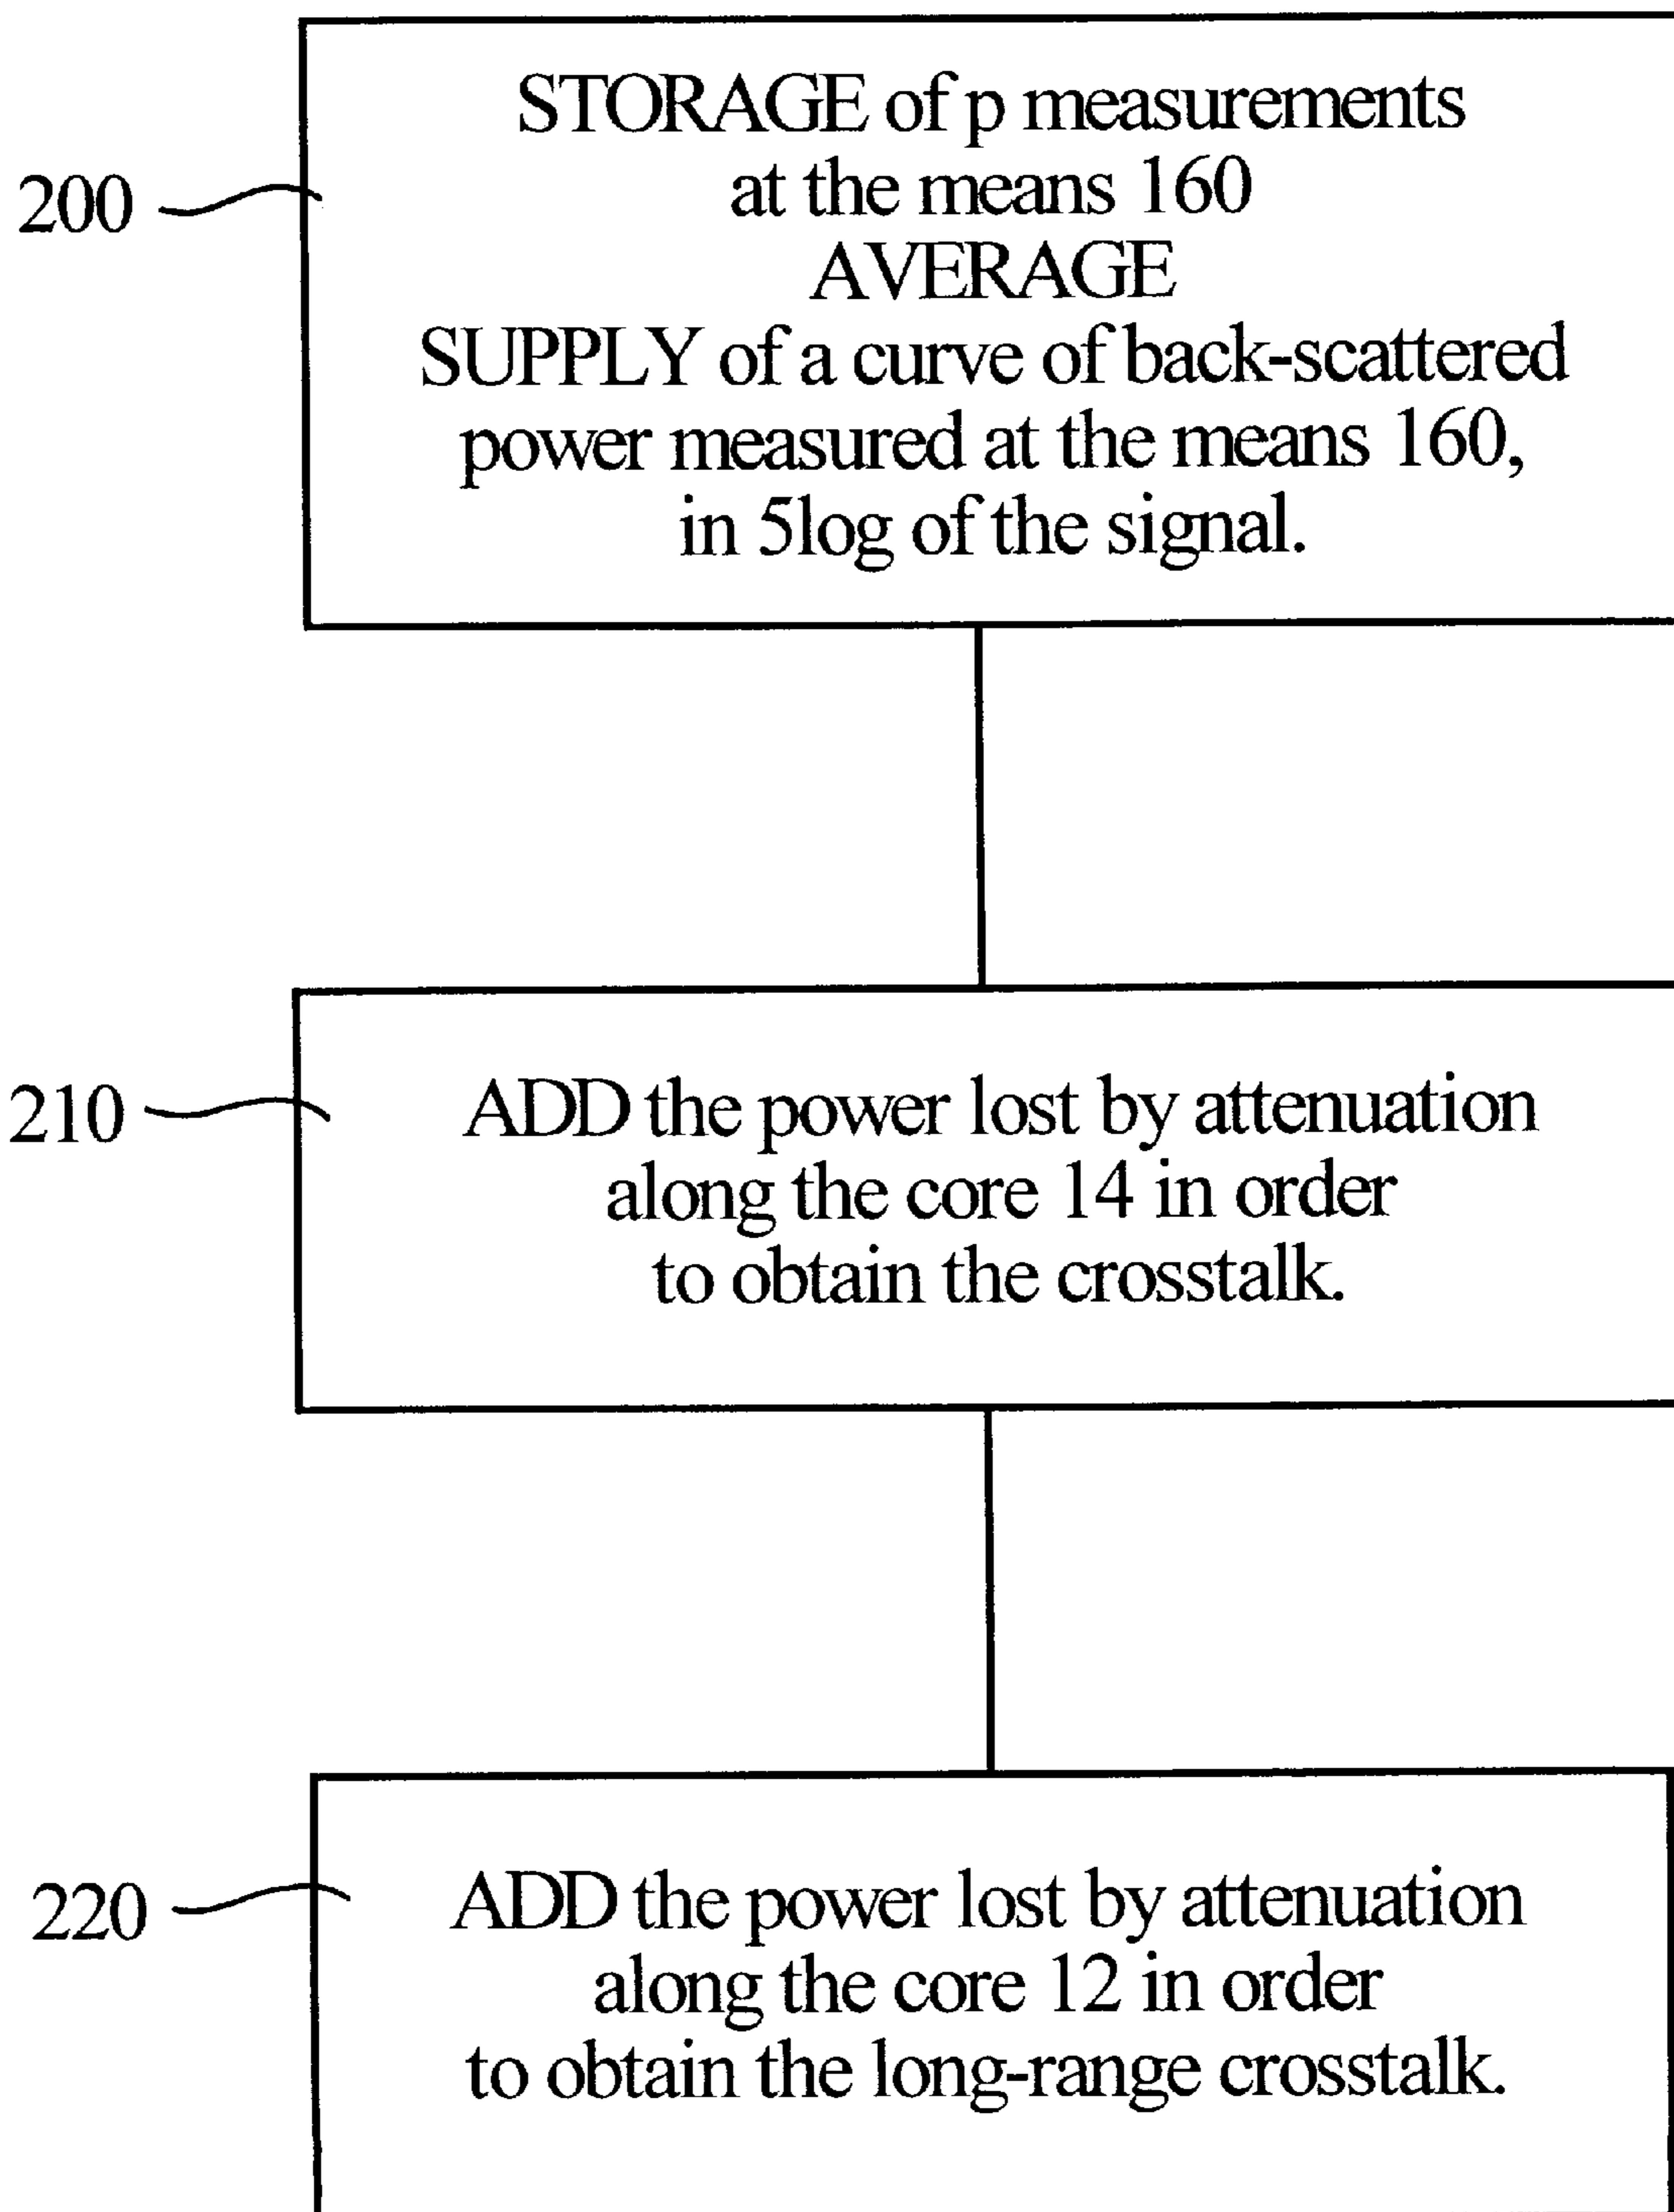 200
STORAGE of p measurements
at the means 160
AVERAGE
SUPPLY of a curve of back-scattered
power measured at the means 160,
in 5log of the signal.
210
ADD the power lost by attenuation
along the core 14 in order
to obtain the crosstalk.
220
ADD the power lost by attenuation
along the core 12 in order
to obtain the long-range crosstalk.